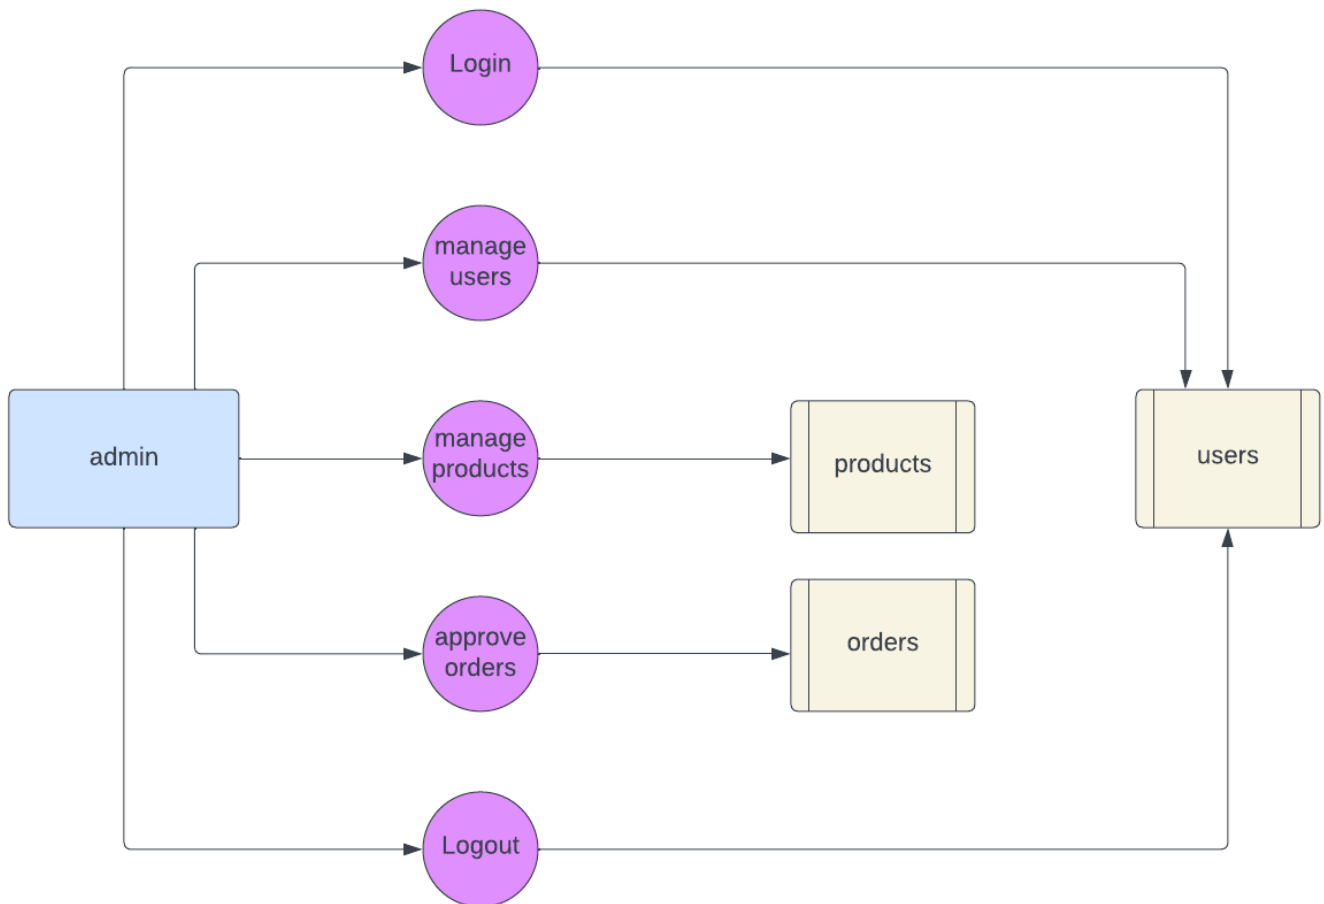 Login
manage
users
admin
manage
products
products
users
approve
orders
orders
Logout